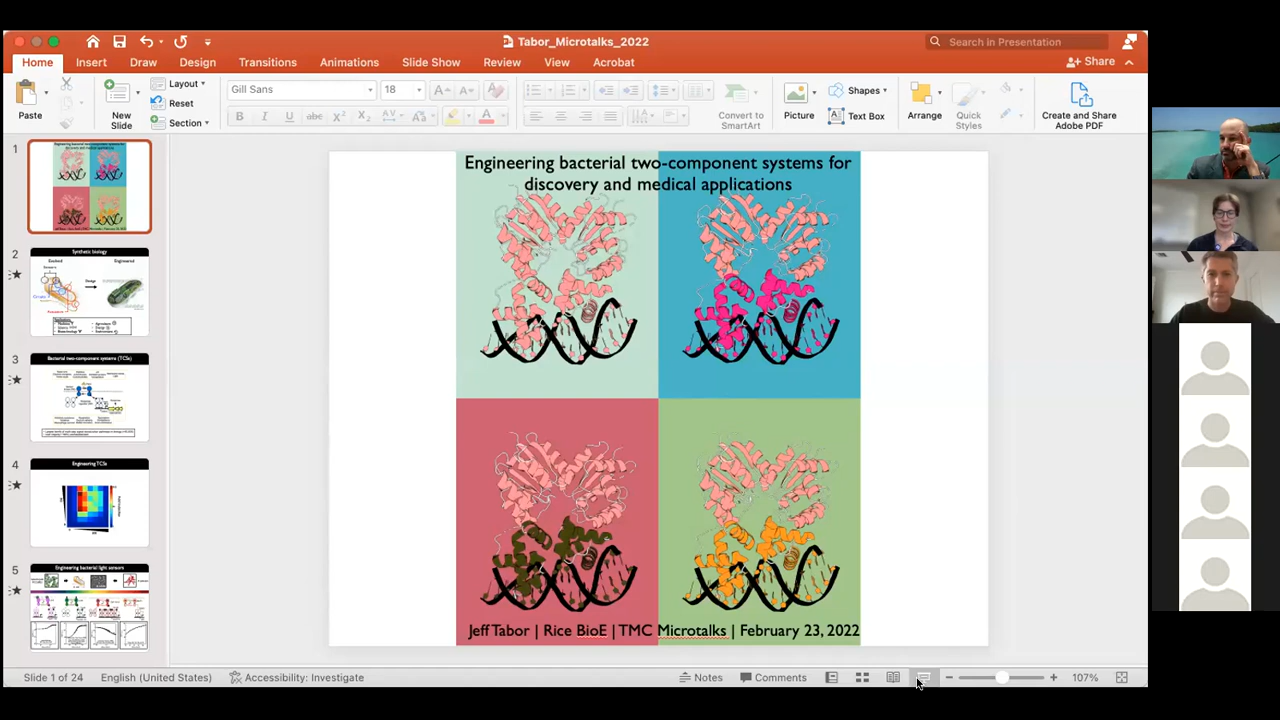 Tabor_Microtalks_2022
Search in Presentation
Home Insert Draw Design Transitions Animations Slide Show Review View Acrobat
Share
Paste
New Slide
Layout
Reset
Section
Gill Sans
18
Convert to SmartArt
Picture
Shapes
Text Box
Arrange
Quick Styles
Create and Share Adobe PDF
1
2
Synthetic biology
Evolved
Engineered
3
Bacterial two-component systems (TCSs)
4
Engineering TCSs
5
Engineering bacterial light sensors
Engineering bacterial two-component systems for
discovery and medical applications
Jeff Tabor | Rice BioE | TMC Microtalks | February 23, 2022
Slide 1 of 24
English (United States)
Accessibility: Investigate
Notes
Comments
107%